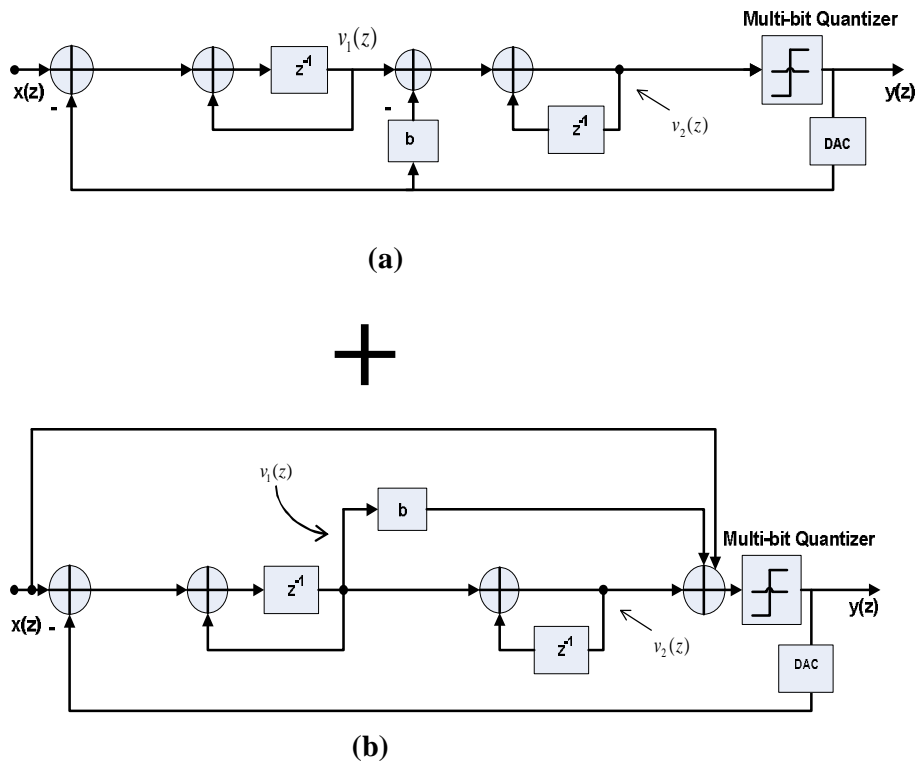 Multi-bit Quantizer
v₁(z)
z⁻¹
x(z)
-
-
b
z⁻¹
v₂(z)
DAC
y(z)
(a)
+
v₁(z)
b
Multi-bit Quantizer
z⁻¹
x(z)
-
z⁻¹
v₂(z)
DAC
y(z)
(b)